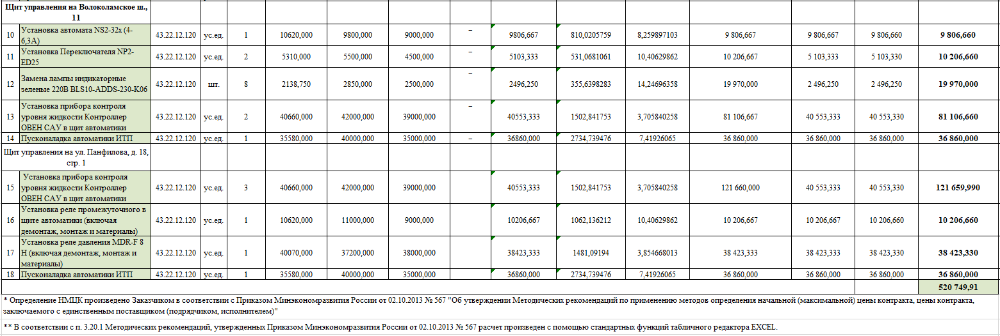 Щит управления на Волоколамское ш., 11
10 Установка автомата NS2-32x (4-6,3А) 43.22.12.120 ус.ед. 1 10620,000 9800,000 9000,000 – 9806,667 810,0205759 8,259897103 9 806,667 9 806,667 9 806,660 9 806,660
11 Установка Переключателя NP2-ED25 43.22.12.120 ус.ед. 2 5310,000 5500,000 4500,000 – 5103,333 531,0681061 10,40629862 10 206,667 5 103,333 5 103,330 10 206,660
12 Замена лампы индикаторные зеленые 220В BLS10-ADDS-230-K06 43.22.12.120 шт. 8 2138,750 2850,000 2500,000 – 2496,250 355,6398283 14,24696358 19 970,000 2 496,250 2 496,250 19 970,000
13 Установка прибора контроля уровня жидкости Контроллер ОВЕН САУ в щит автоматики 43.22.12.120 ус.ед. 2 40660,000 42000,000 39000,000 – 40553,333 1502,841753 3,705840258 81 106,667 40 553,333 40 553,330 81 106,660
14 Пусконаладка автоматики ИТП 43.22.12.120 ус.ед. 1 35580,000 40000,000 35000,000 – 36860,000 2734,739476 7,41926065 36 860,000 36 860,000 36 860,000 36 860,000
Щит управления на ул. Панфилова, д. 18, стр. 1
15 Установка прибора контроля уровня жидкости Контроллер ОВЕН САУ в щит автоматики 43.22.12.120 ус.ед. 3 40660,000 42000,000 39000,000 40553,333 1502,841753 3,705840258 121 660,000 40 553,333 40 553,330 121 659,990
16 Установка реле промежуточного в щите автоматики (включая демонтаж, монтаж и материалы) 43.22.12.120 ус.ед. 1 10620,000 11000,000 9000,000 10206,667 1062,136212 10,40629862 10 206,667 10 206,667 10 206,660 10 206,660
17 Установка реле давления MDR-F 8 H (включая демонтаж, монтаж и материалы) 43.22.12.120 ус.ед. 1 40070,000 37200,000 38000,000 38423,333 1481,09194 3,854668013 38 423,333 38 423,333 38 423,330 38 423,330
18 Пусконаладка автоматики ИТП 43.22.12.120 ус.ед. 1 35580,000 40000,000 35000,000 36860,000 2734,739476 7,41926065 36 860,000 36 860,000 36 860,000 36 860,000
520 749,91
* Определение НМЦК произведено Заказчиком в соответствии с Приказом Минэкономразвития России от 02.10.2013 № 567 "Об утверждении Методических рекомендаций по применению методов определения начальной (максимальной) цены контракта, цены контракта,
заключаемого с единственным поставщиком (подрядчиком, исполнителем)"
** В соответствии с п. 3.20.1 Методических рекомендаций, утвержденных Приказом Минэкономразвития России от 02.10.2013 № 567 расчет произведен с помощью стандартных функций табличного редактора EXCEL.